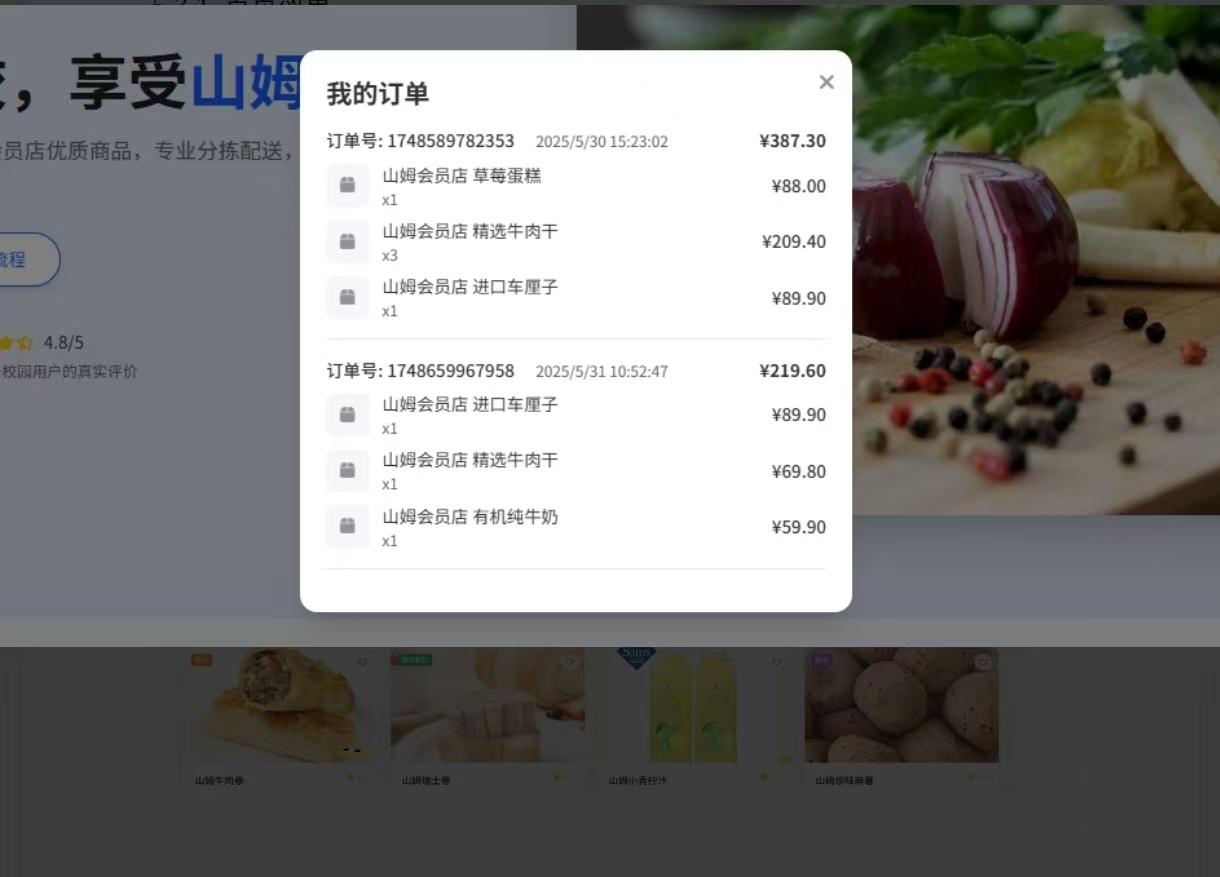 ，享受山姆
我的订单
×
订单号: 1748589782353 2025/5/30 15:23:02 ¥387.30
员店优质商品，专业分拣配送，
山姆会员店 草莓蛋糕
x1
¥88.00
山姆会员店 精选牛肉干
x3
¥209.40
流程
山姆会员店 进口车厘子
x1
¥89.90
4.8/5
校园用户的真实评价
订单号: 1748659967958 2025/5/31 10:52:47 ¥219.60
山姆会员店 进口车厘子
x1
¥89.90
山姆会员店 精选牛肉干
x1
¥69.80
山姆会员店 有机纯牛奶
x1
¥59.90
Sam's
山姆牛肉卷
山姆瑞士卷
山姆小青柠汁
山姆原味麻薯